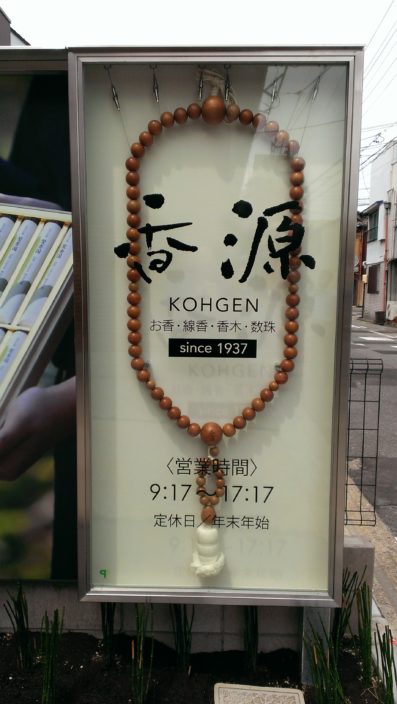 香源
KOHGEN
お香・線香・香木・数珠
since 1937
〈営業時間〉
9:17〜17:17
定休日／年末年始